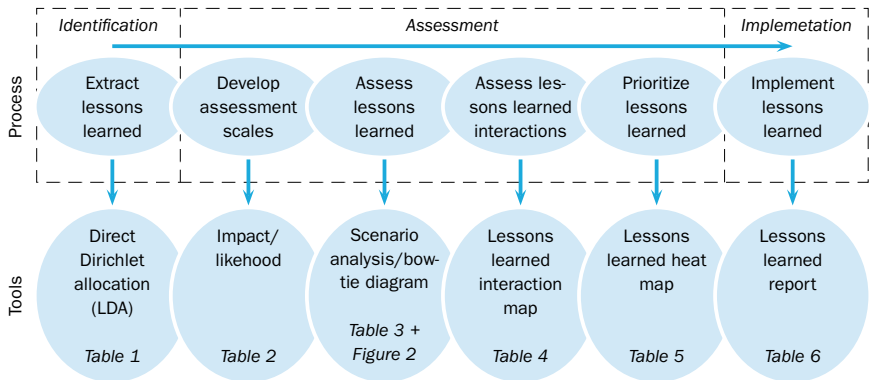 Identification
Assessment
Implemetation
Process
Extract
lessons
learned
Develop
assessment
scales
Assess
lessons
learned
Assess les-
sons learned
interactions
Prioritize
lessons
learned
Implement
lessons
learned
Tools
Direct
Dirichlet
allocation
(LDA)
Table 1
Impact/
likehood
Table 2
Scenario
analysis/bow-
tie diagram
Table 3 +
Figure 2
Lessons
learned
interaction
map
Table 4
Lessons
learned heat
map
Table 5
Lessons
learned
report
Table 6